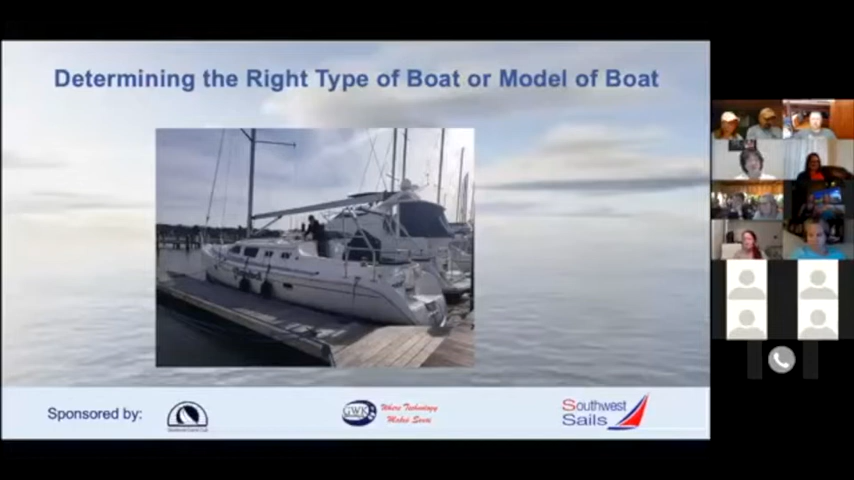 Determining the Right Type of Boat or Model of Boat
Sponsored by:
GWK
Where Technology
Makes Sense
Southwest
Sails